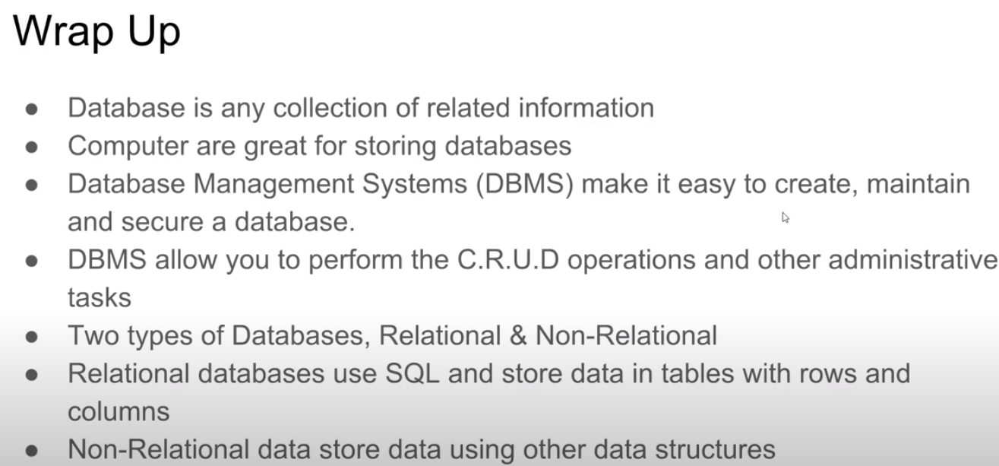 Wrap Up
● Database is any collection of related information
● Computer are great for storing databases
● Database Management Systems (DBMS) make it easy to create, maintain
and secure a database.
● DBMS allow you to perform the C.R.U.D operations and other administrative
tasks
● Two types of Databases, Relational & Non-Relational
● Relational databases use SQL and store data in tables with rows and
columns
● Non-Relational data store data using other data structures